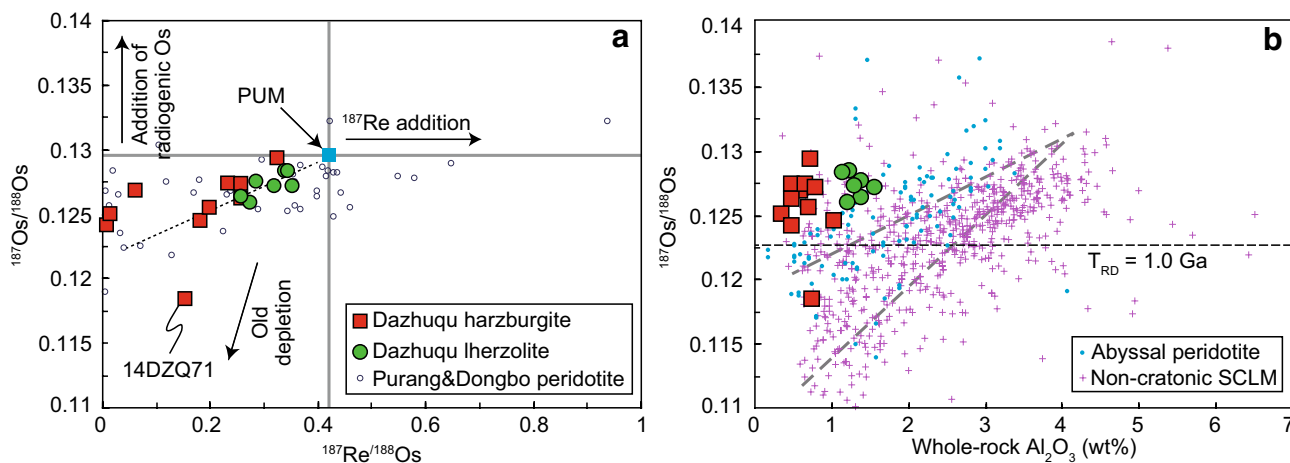 a
0.14
0.135
0.13
0.125
0.12
0.115
0.11
¹⁸⁷Os/¹⁸⁸Os
Addition of
radiogenic Os
PUM
¹⁸⁷Re addition
Old
depletion
14DZQ71
Dazhuqu harzburgite
Dazhuqu lherzolite
Purang&Dongbo peridotite
0
0.2
0.4
0.6
0.8
1
¹⁸⁷Re/¹⁸⁸Os
b
0.14
0.135
0.13
0.125
0.12
0.115
0.11
¹⁸⁷Os/¹⁸⁸Os
T_RD = 1.0 Ga
Abyssal peridotite
Non-cratonic SCLM
0
1
2
3
4
5
6
7
Whole-rock Al₂O₃ (wt%)